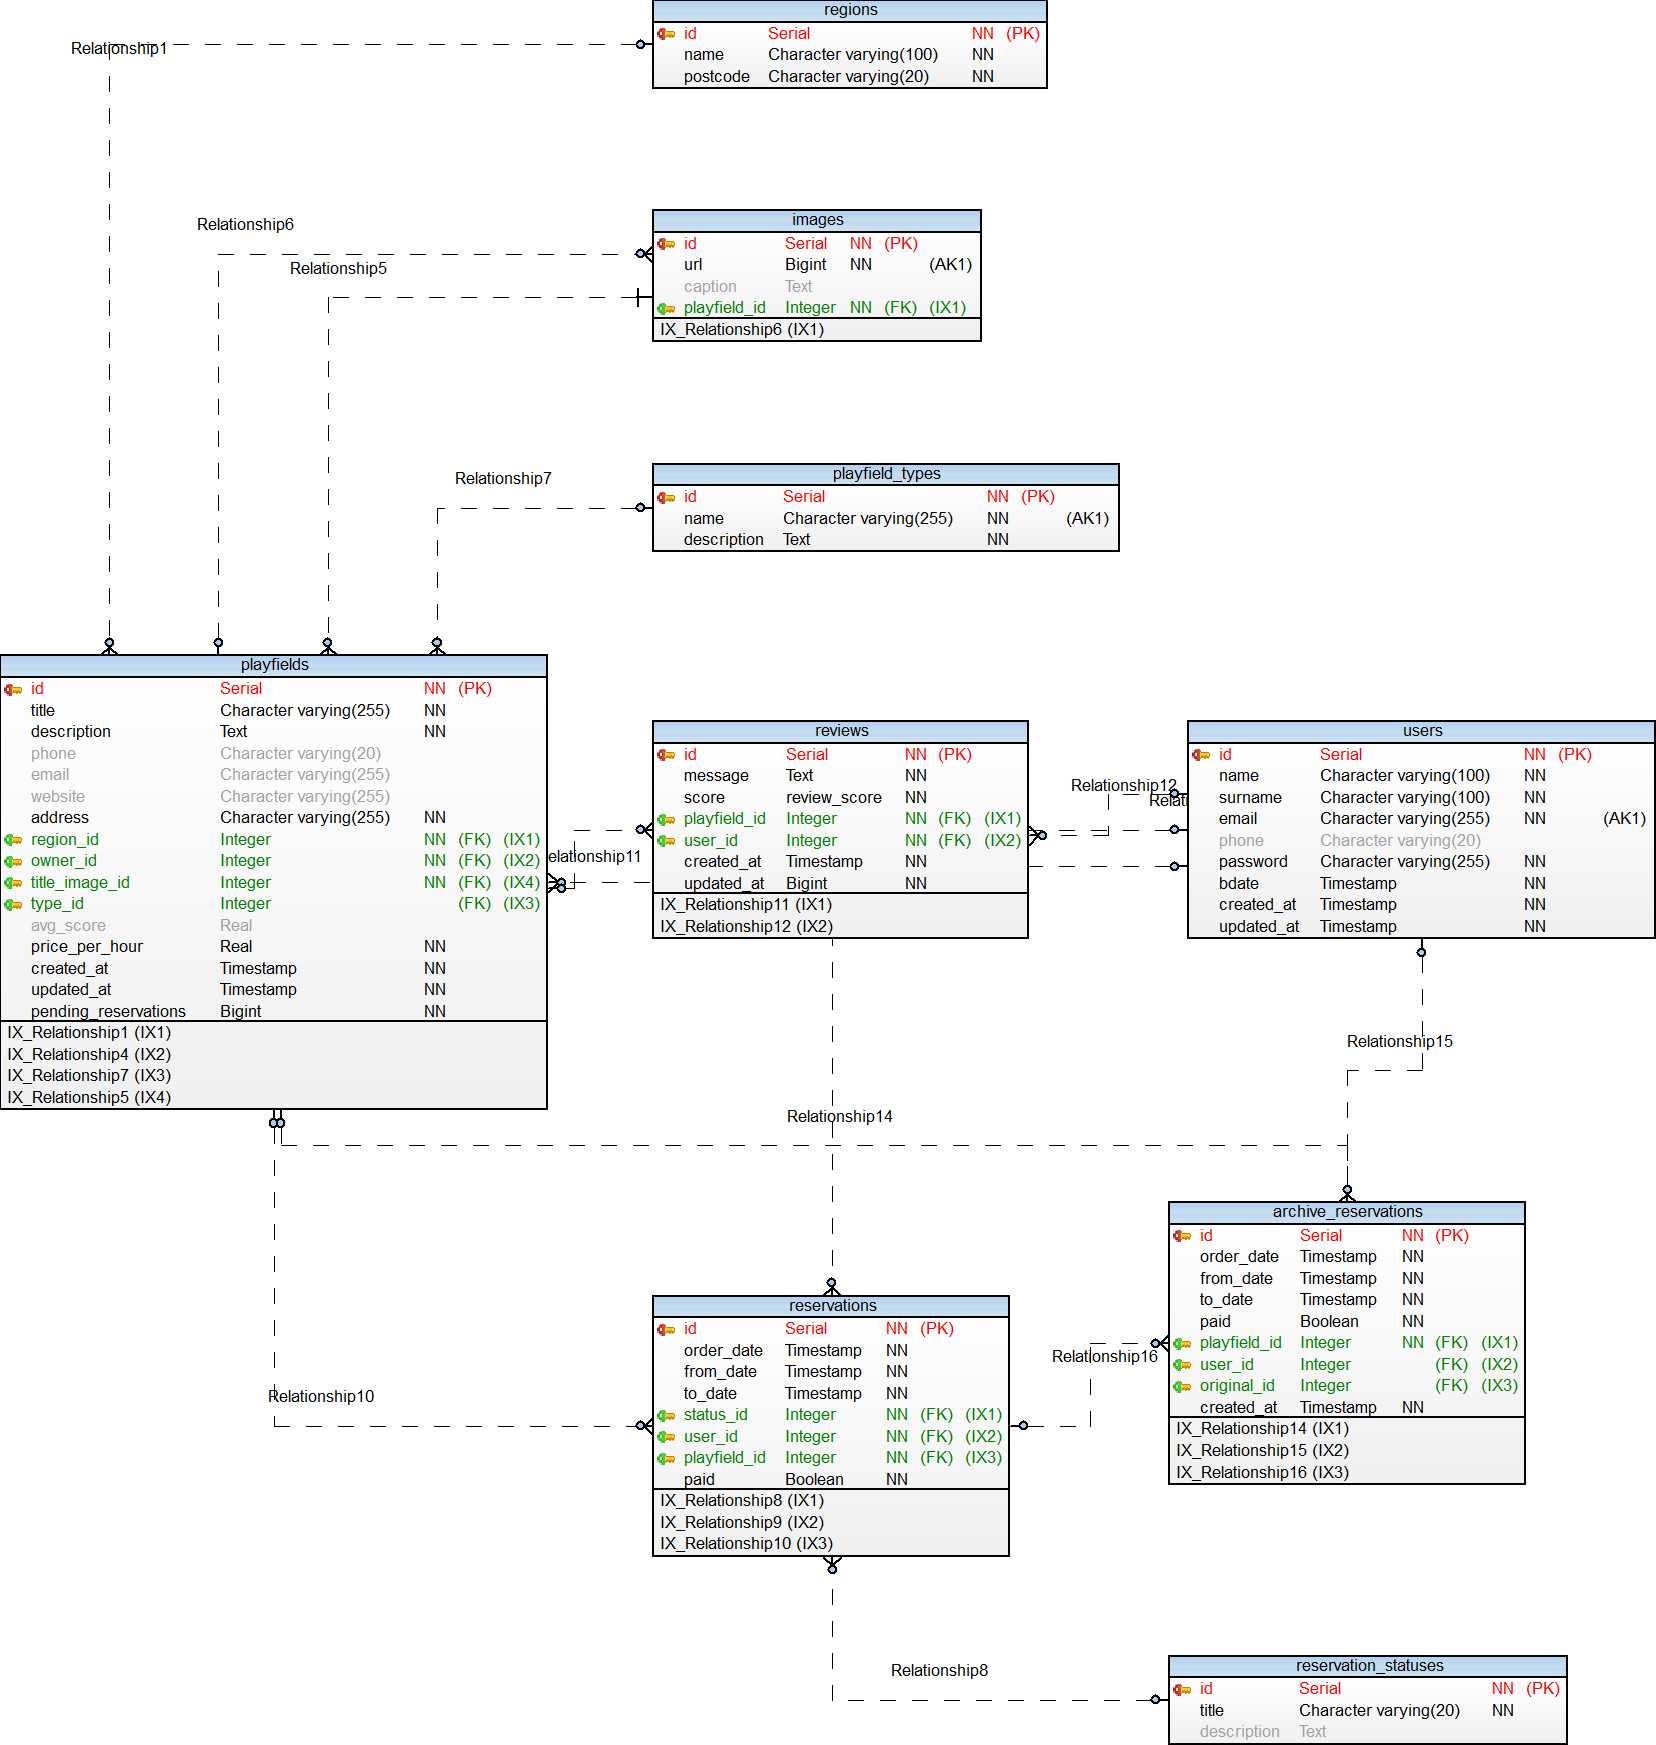 regions
id Serial NN (PK)
name Character varying(100) NN
postcode Character varying(20) NN
Relationship1
images
id Serial NN (PK)
url Bigint NN (AK1)
caption Text
playfield_id Integer NN (FK) (IX1)
IX_Relationship6 (IX1)
Relationship6
Relationship5
playfield_types
id Serial NN (PK)
name Character varying(255) NN (AK1)
description Text NN
Relationship7
playfields
id Serial NN (PK)
title Character varying(255) NN
description Text NN
phone Character varying(20)
email Character varying(255)
website Character varying(255)
address Character varying(255) NN
region_id Integer NN (FK) (IX1)
owner_id Integer NN (FK) (IX2)
title_image_id Integer NN (FK) (IX4)
type_id Integer (FK) (IX3)
avg_score Real
price_per_hour Real NN
created_at Timestamp NN
updated_at Timestamp NN
pending_reservations Bigint NN
IX_Relationship1 (IX1)
IX_Relationship4 (IX2)
IX_Relationship7 (IX3)
IX_Relationship5 (IX4)
elationship11
reviews
id Serial NN (PK)
message Text NN
score review_score NN
playfield_id Integer NN (FK) (IX1)
user_id Integer NN (FK) (IX2)
created_at Timestamp NN
updated_at Bigint NN
IX_Relationship11 (IX1)
IX_Relationship12 (IX2)
Relationship12
Rela
users
id Serial NN (PK)
name Character varying(100) NN
surname Character varying(100) NN
email Character varying(255) NN (AK1)
phone Character varying(20)
password Character varying(255) NN
bdate Timestamp NN
created_at Timestamp NN
updated_at Timestamp NN
Relationship15
Relationship14
archive_reservations
id Serial NN (PK)
order_date Timestamp NN
from_date Timestamp NN
to_date Timestamp NN
paid Boolean NN
playfield_id Integer NN (FK) (IX1)
user_id Integer (FK) (IX2)
original_id Integer (FK) (IX3)
created_at Timestamp NN
IX_Relationship14 (IX1)
IX_Relationship15 (IX2)
IX_Relationship16 (IX3)
Relationship16
Relationship10
reservations
id Serial NN (PK)
order_date Timestamp NN
from_date Timestamp NN
to_date Timestamp NN
status_id Integer NN (FK) (IX1)
user_id Integer NN (FK) (IX2)
playfield_id Integer NN (FK) (IX3)
paid Boolean NN
IX_Relationship8 (IX1)
IX_Relationship9 (IX2)
IX_Relationship10 (IX3)
Relationship8
reservation_statuses
id Serial NN (PK)
title Character varying(20) NN
description Text